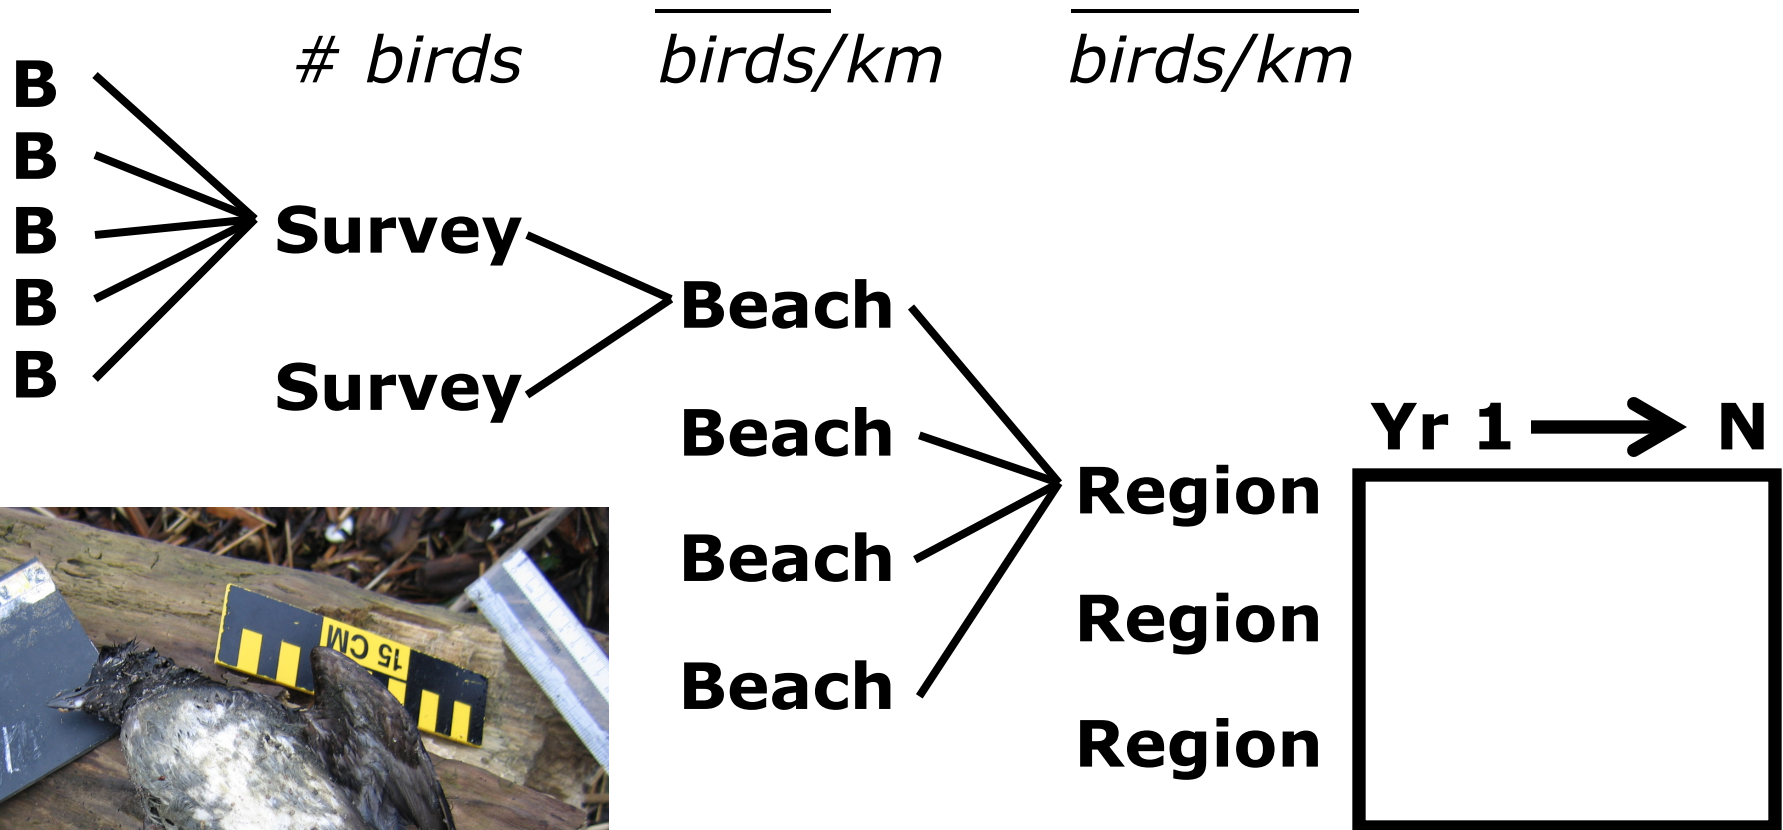 # birds
birds/km
birds/km
B
B
B
B
B
Survey
Survey
Beach
Beach
Beach
Beach
Region
Region
Region
Yr 1 N
15 CM